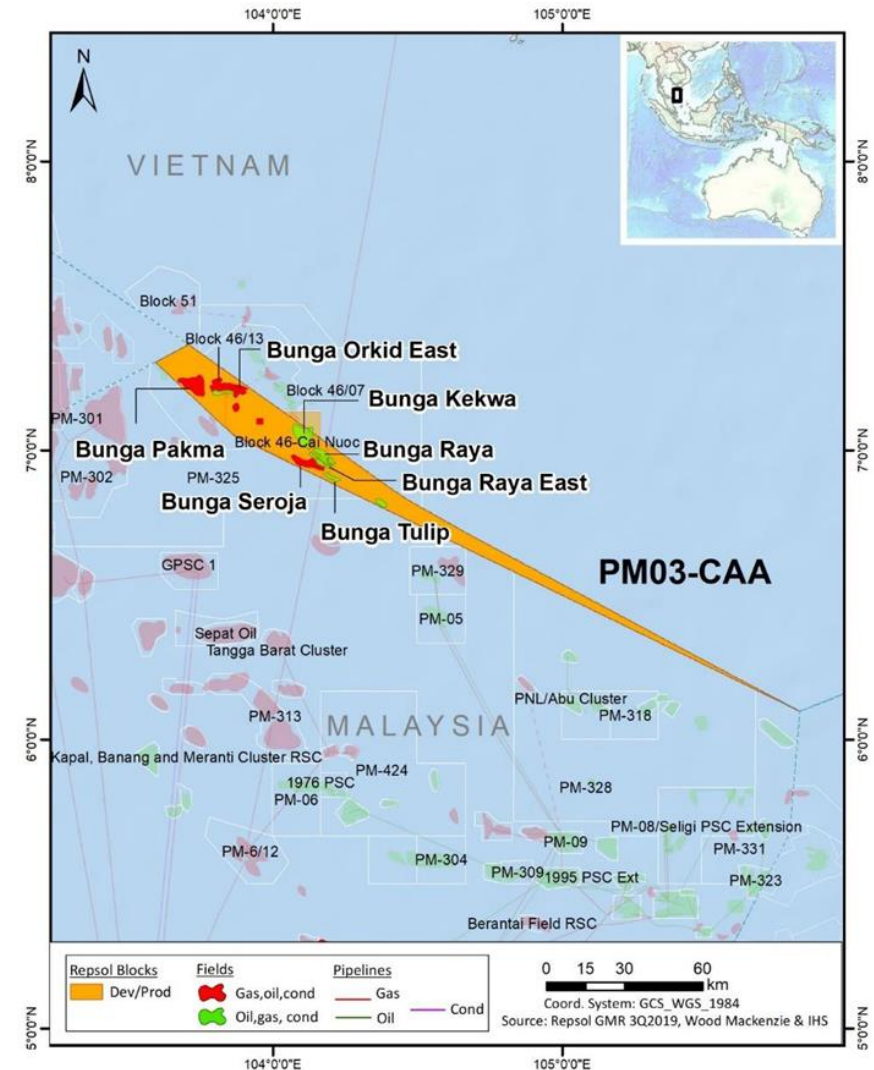 104°0'0"E 105°0'0"E
N
VIETNAM
8°0'0"N 8°0'0"N
Block 51
Block 46/13
Bunga Orkid East
Block 46/07
Bunga Kekwa
PM-301
Block 46-Cai Nuoc
Bunga Pakma
Bunga Raya
7°0'0"N 7°0'0"N
PM-302
PM-325
Bunga Raya East
Bunga Seroja
Bunga Tulip
GPSC 1
PM-329
PM03-CAA
PM-05
Sepat Oil
Tangga Barat Cluster
PNL/Abu Cluster
PM-313
PM-318
MALAYSIA
6°0'0"N 6°0'0"N
Kapal, Banang and Meranti Cluster RSC
PM-424
1976 PSC
PM-328
PM-06
PM-08/Seligi PSC Extension
PM-09
PM-6/12
PM-331
PM-304
PM-309
1995 PSC Ext
PM-323
Berantai Field RSC
Repsol Blocks
Dev/Prod
Fields
Gas,oil,cond
Oil,gas, cond
Pipelines
Gas
Oil
Cond
0 15 30 60
km
Coord. System: GCS_WGS_1984
Source: Repsol GMR 3Q2019, Wood Mackenzie & IHS
5°0'0"N 5°0'0"N
104°0'0"E 105°0'0"E